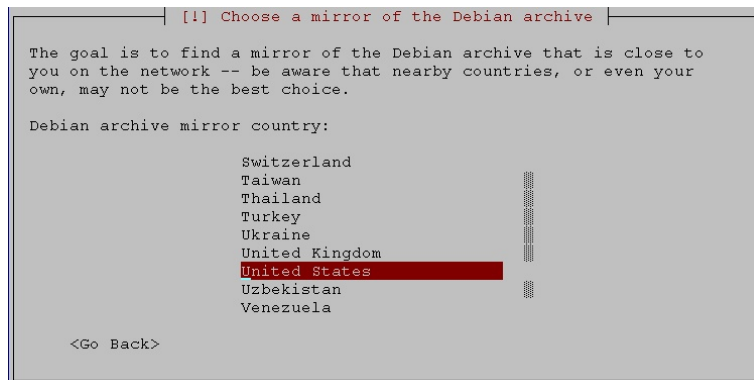 [!] Choose a mirror of the Debian archive
The goal is to find a mirror of the Debian archive that is close to
you on the network -- be aware that nearby countries, or even your
own, may not be the best choice.
Debian archive mirror country:
Switzerland
Taiwan
Thailand
Turkey
Ukraine
United Kingdom
United States
Uzbekistan
Venezuela
<Go Back>